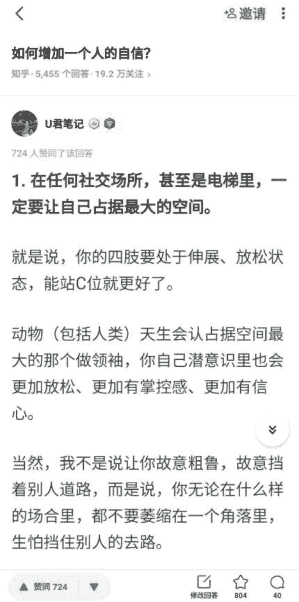 邀请
如何增加一个人的自信？
知乎·5,455 个回答·19.2 万关注 >
U君笔记
724 人赞同了该回答
1. 在任何社交场所，甚至是电梯里，一
定要让自己占据最大的空间。
就是说，你的四肢要处于伸展、放松状
态，能站C位就更好了。
动物（包括人类）天生会认占据空间最
大的那个做领袖，你自己潜意识里也会
更加放松、更加有掌控感、更加有信
心。
当然，我不是说让你故意粗鲁，故意挡
着别人道路，而是说，你无论在什么样
的场合里，都不要萎缩在一个角落里，
生怕挡住别人的去路。
赞同 724
修改回答 804 40